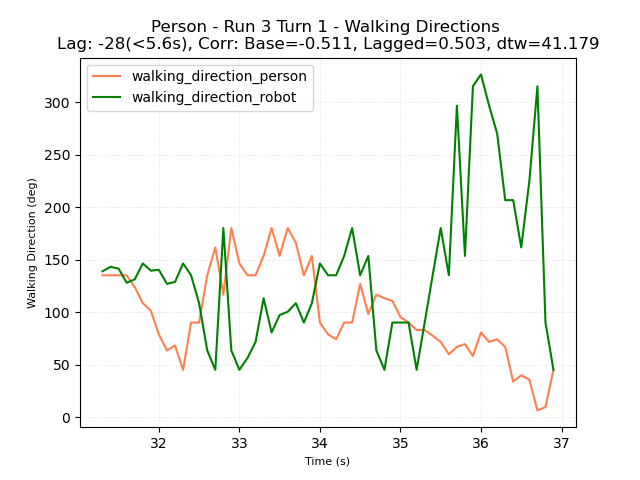 Person - Run 3 Turn 1 - Walking Directions
Lag: -28(<5.6s), Corr: Base=-0.511, Lagged=0.503, dtw=41.179
walking_direction_person
walking_direction_robot
Walking Direction (deg)
300
250
200
150
100
50
0
32
33
34
35
36
37
Time (s)